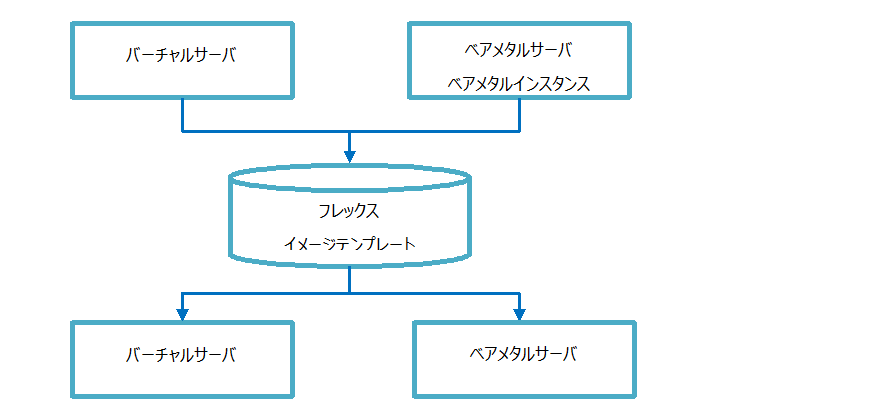 バーチャルサーバ
ベアメタルサーバ
ベアメタルインスタンス
フレックス
イメージテンプレート
バーチャルサーバ
ベアメタルサーバ